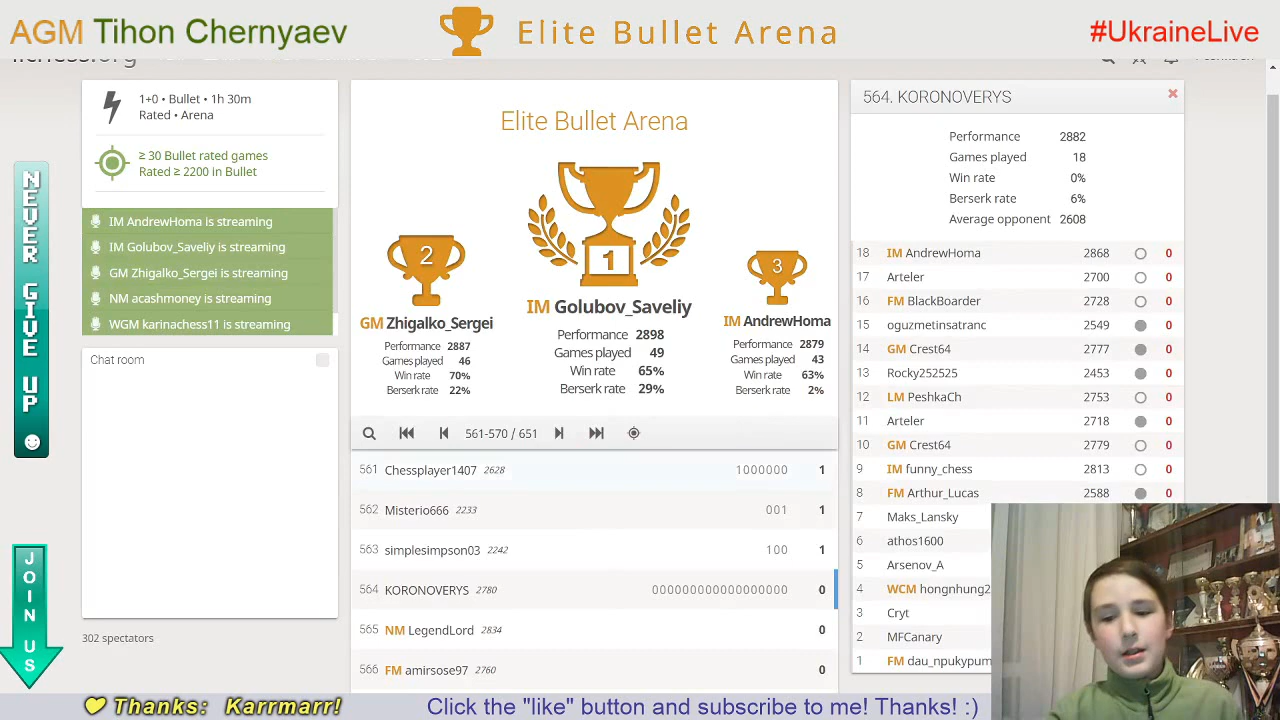 AGM Tihon Chernyaev
Elite Bullet Arena
#UkraineLive
1+0 • Bullet • 1h 30m
Rated • Arena
≥ 30 Bullet rated games
Rated ≥ 2200 in Bullet
IM AndrewHoma is streaming
IM Golubov_Saveliy is streaming
GM Zhigalko_Sergei is streaming
NM acashmoney is streaming
WGM karinachess11 is streaming
Chat room
302 spectators
NEVER GIVE UP
JOIN US
Elite Bullet Arena
2
GM Zhigalko_Sergei
Performance 2887
Games played 46
Win rate 70%
Berserk rate 22%
1
IM Golubov_Saveliy
Performance 2898
Games played 49
Win rate 65%
Berserk rate 29%
3
IM AndrewHoma
Performance 2879
Games played 43
Win rate 63%
Berserk rate 2%
561-570 / 651
561 Chessplayer1407 2628 1000000 1
562 Misterio666 2233 001 1
563 simplesimpson03 2242 100 1
564 KORONOVERYS 2780 000000000000000000 0
565 NM LegendLord 2834 0
566 FM amirsose97 2760 0
564. KORONOVERYS
Performance 2882
Games played 18
Win rate 0%
Berserk rate 6%
Average opponent 2608
18 IM AndrewHoma 2868 0
17 Arteler 2700 0
16 FM BlackBoarder 2728 0
15 oguzmetinsatranc 2549 0
14 GM Crest64 2777 0
13 Rocky252525 2453 0
12 LM PeshkaCh 2753 0
11 Arteler 2718 0
10 GM Crest64 2779 0
9 IM funny_chess 2813 0
8 FM Arthur_Lucas 2588 0
7 Maks_Lansky
6 athos1600
5 Arsenov_A
4 WCM hongnhung2
3 Cryt
2 MFCanary
1 FM dau_npukypum
Thanks: Karrmarr!
Click the "like" button and subscribe to me! Thanks! :)